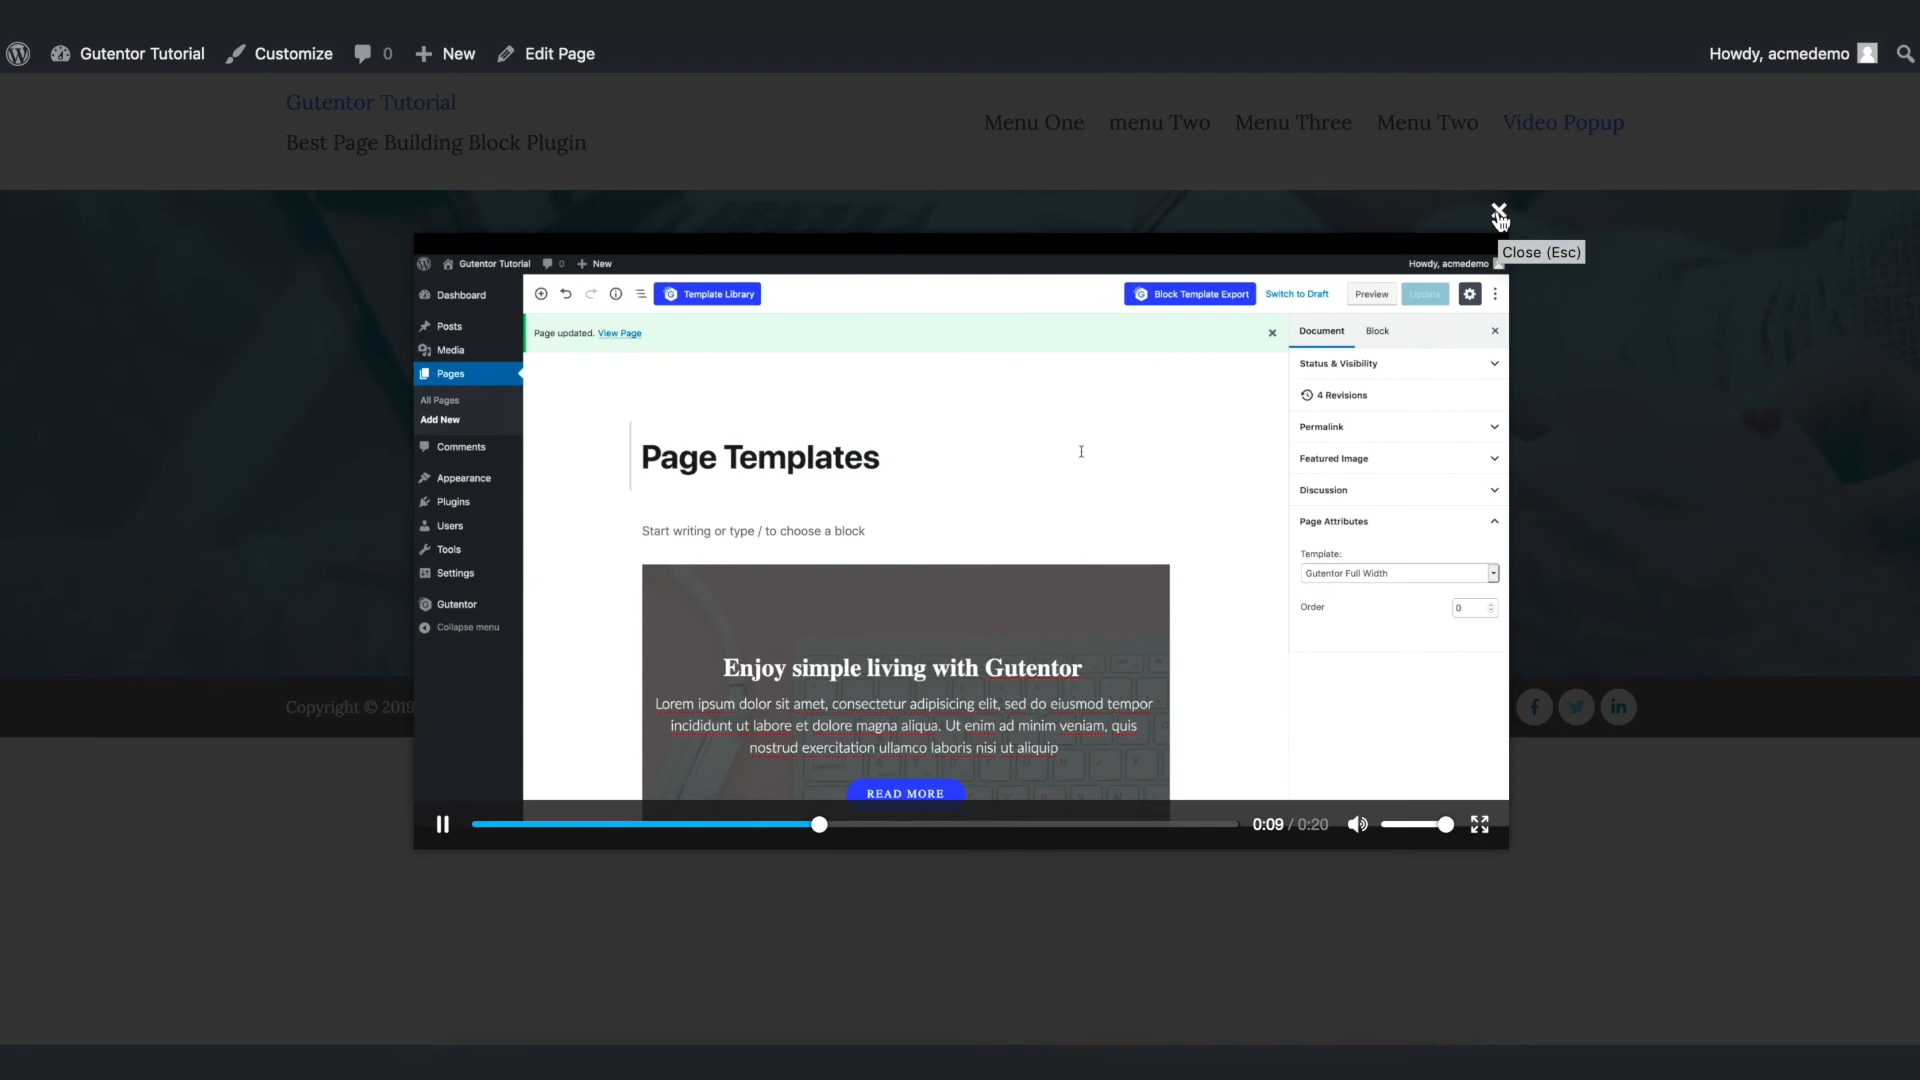 Gutentor Tutorial Customize 0 New Edit Page Howdy, acmedemo
Gutentor Tutorial
Best Page Building Block Plugin
Menu One menu Two Menu Three Menu Two Video Popup
Close (Esc)
Gutentor Tutorial 0 New Howdy, acmedemo
Dashboard
Posts
Media
Pages
All Pages
Add New
Comments
Appearance
Plugins
Users
Tools
Settings
Gutentor
Collapse menu
Template Library Block Template Export Switch to Draft Preview Update
Page updated. View Page
Page Templates
Start writing or type / to choose a block
Enjoy simple living with Gutentor
Lorem ipsum dolor sit amet, consectetur adipisicing elit, sed do eiusmod tempor
incididunt ut labore et dolore magna aliqua. Ut enim ad minim veniam, quis
nostrud exercitation ullamco laboris nisi ut aliquip
READ MORE
Document Block
Status & Visibility
4 Revisions
Permalink
Featured Image
Discussion
Page Attributes
Template:
Gutentor Full Width
Order 0
Copyright © 2019
0:09 / 0:20